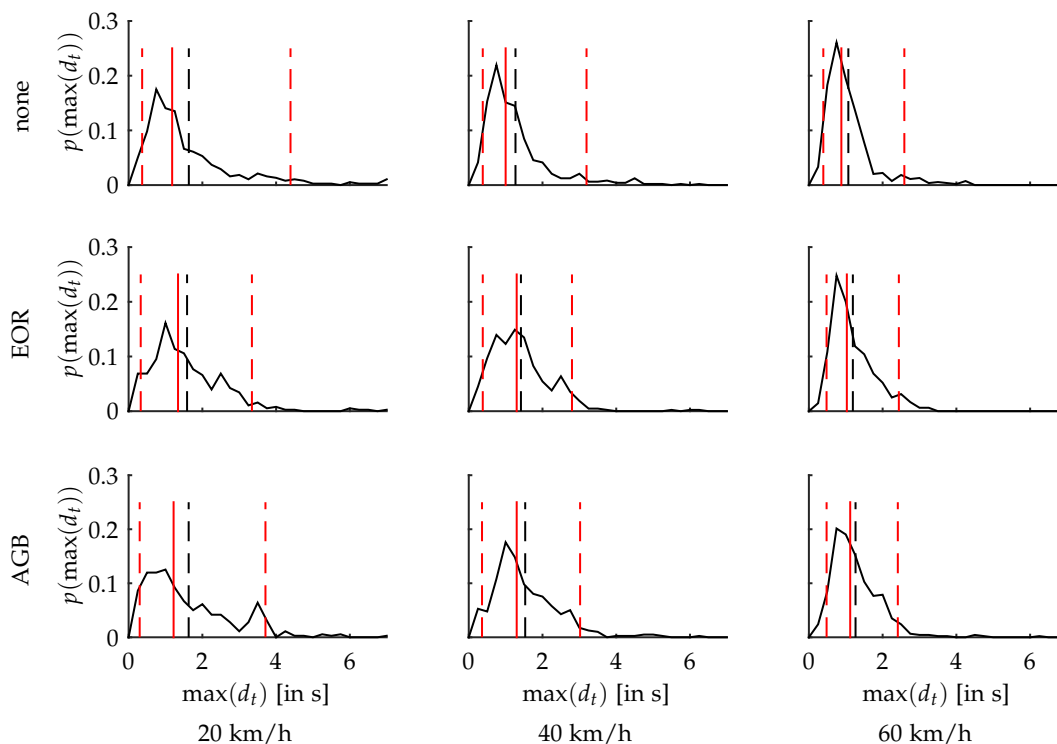 none
p(max(d_t))
0.3
0.2
0.1
0
EOR
p(max(d_t))
0.3
0.2
0.1
0
AGB
p(max(d_t))
0.3
0.2
0.1
0
0 2 4 6
0 2 4 6
0 2 4 6
max(d_t) [in s]
max(d_t) [in s]
max(d_t) [in s]
20 km/h
40 km/h
60 km/h